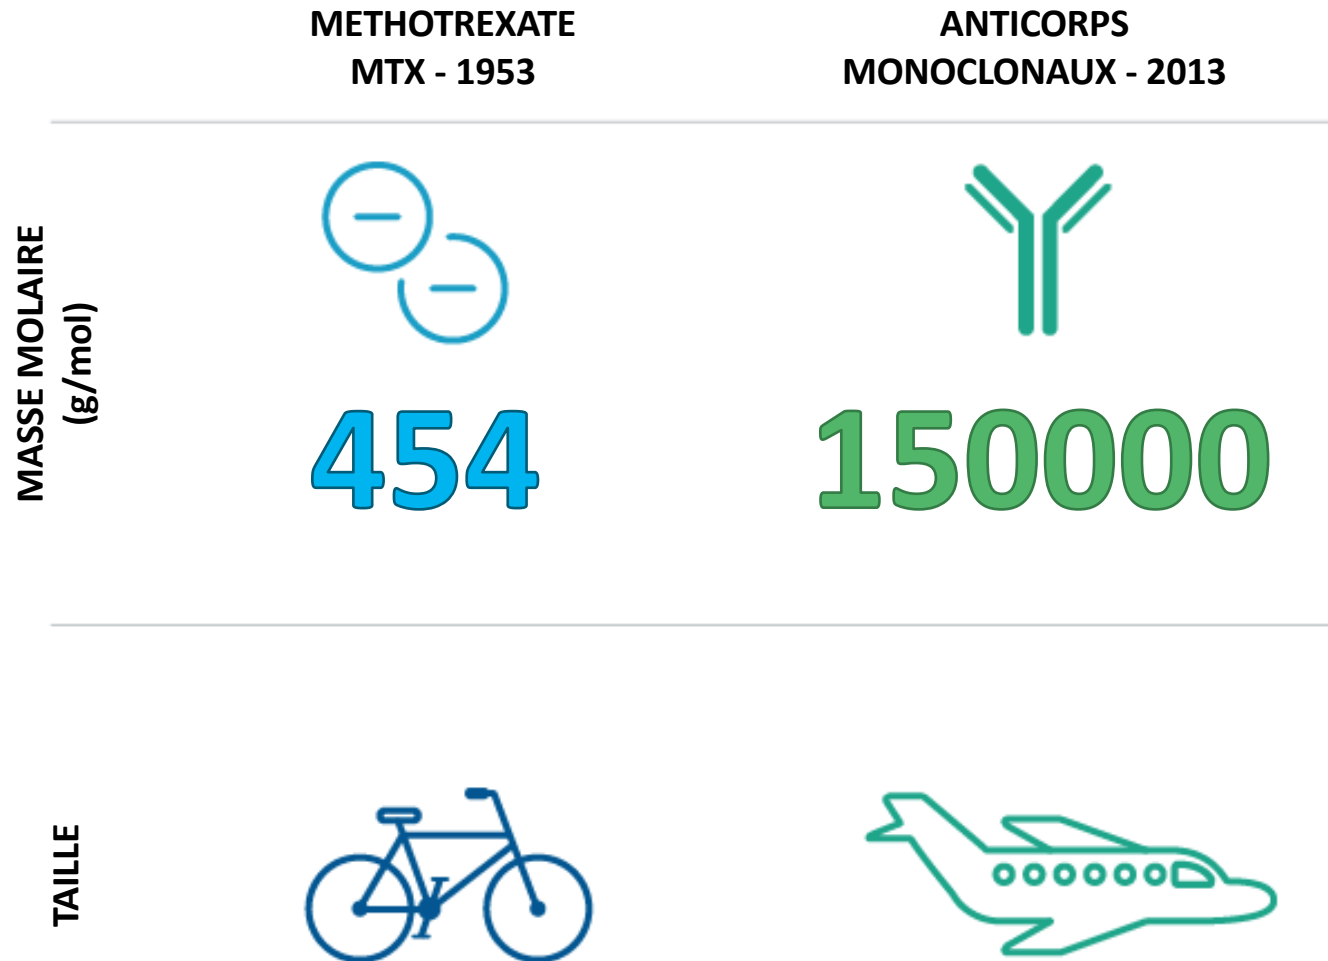 METHOTREXATE
MTX - 1953
ANTICORPS
MONOCLONAUX - 2013
MASSE MOLAIRE
(g/mol)
454
150000
TAILLE